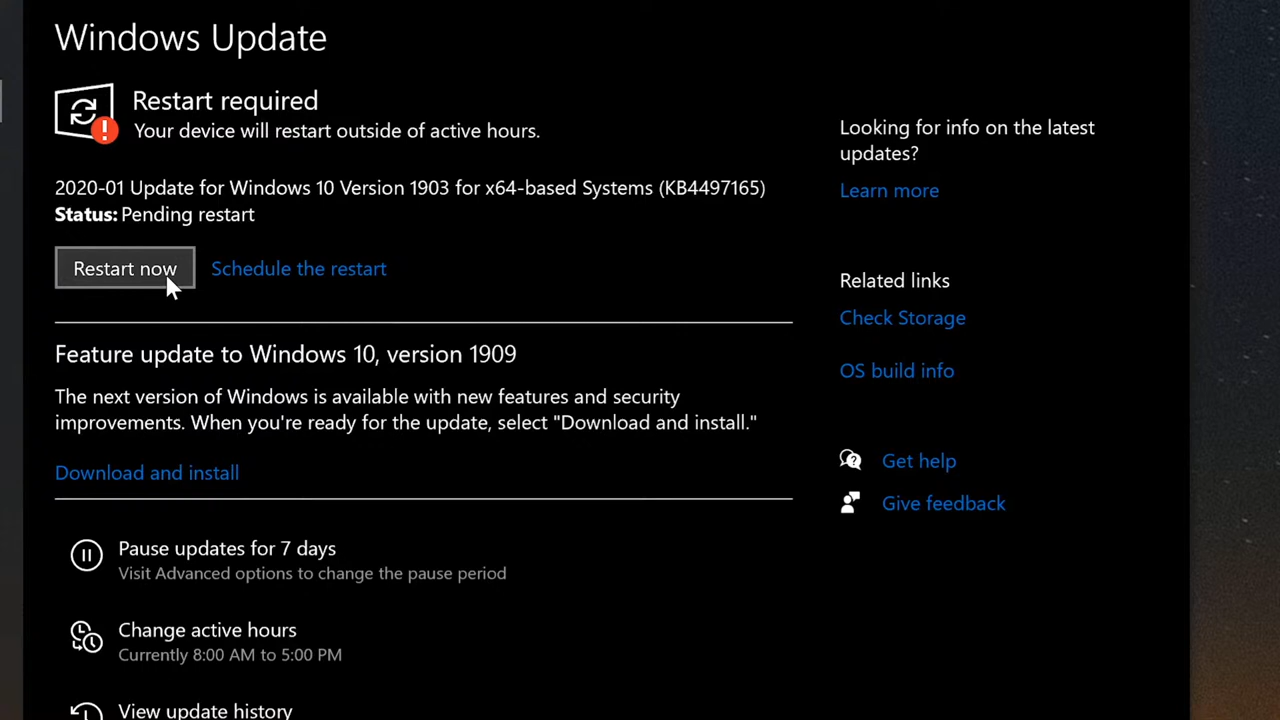 Windows Update
Restart required
Your device will restart outside of active hours.
2020-01 Update for Windows 10 Version 1903 for x64-based Systems (KB4497165)
Status: Pending restart
Restart now
Schedule the restart
Feature update to Windows 10, version 1909
The next version of Windows is available with new features and security
improvements. When you're ready for the update, select "Download and install."
Download and install
Pause updates for 7 days
Visit Advanced options to change the pause period
Change active hours
Currently 8:00 AM to 5:00 PM
View update history
Looking for info on the latest
updates?
Learn more
Related links
Check Storage
OS build info
Get help
Give feedback